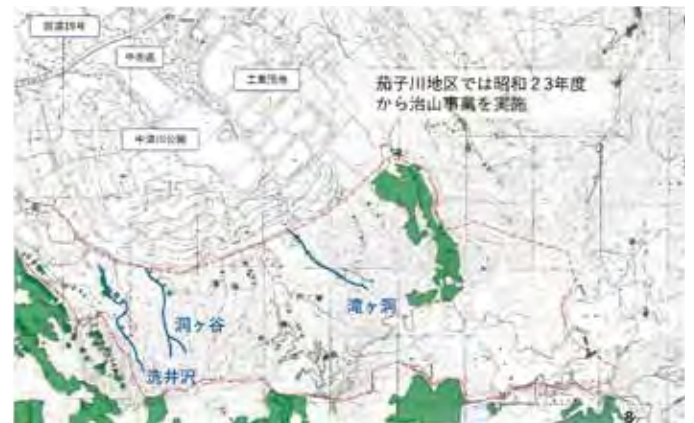 国道19号
中央道
工業団地
茄子川地区では昭和23年度
から治山事業を実施
中津川公園
滝ヶ洞
洞ヶ谷
洗井沢